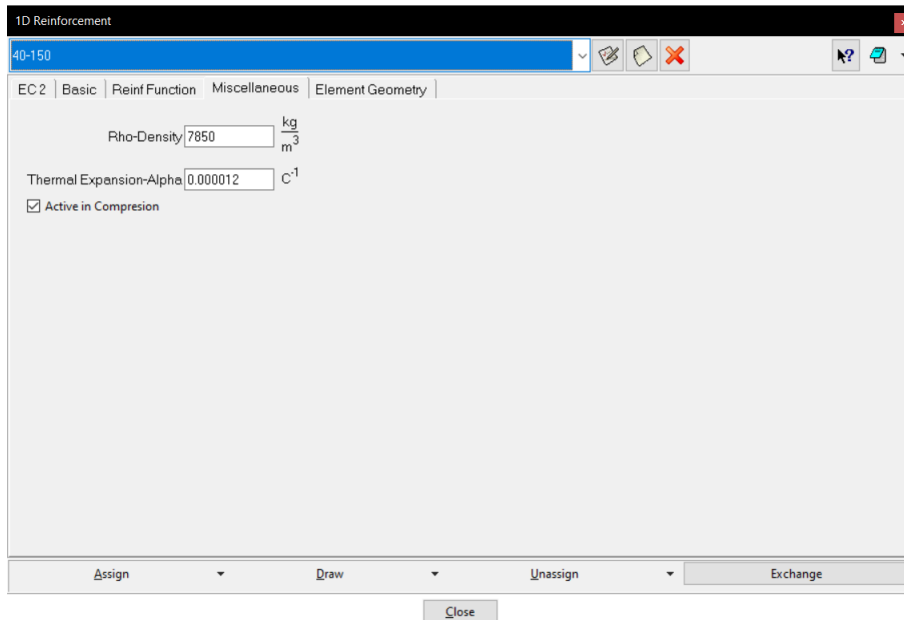 1D Reinforcement
40-150
EC2 Basic Reinf Function Miscellaneous Element Geometry
Rho-Density 7850 kg/m³
Thermal Expansion-Alpha 0.000012 C⁻¹
Active in Compresion
Assign Draw Unassign Exchange
Close